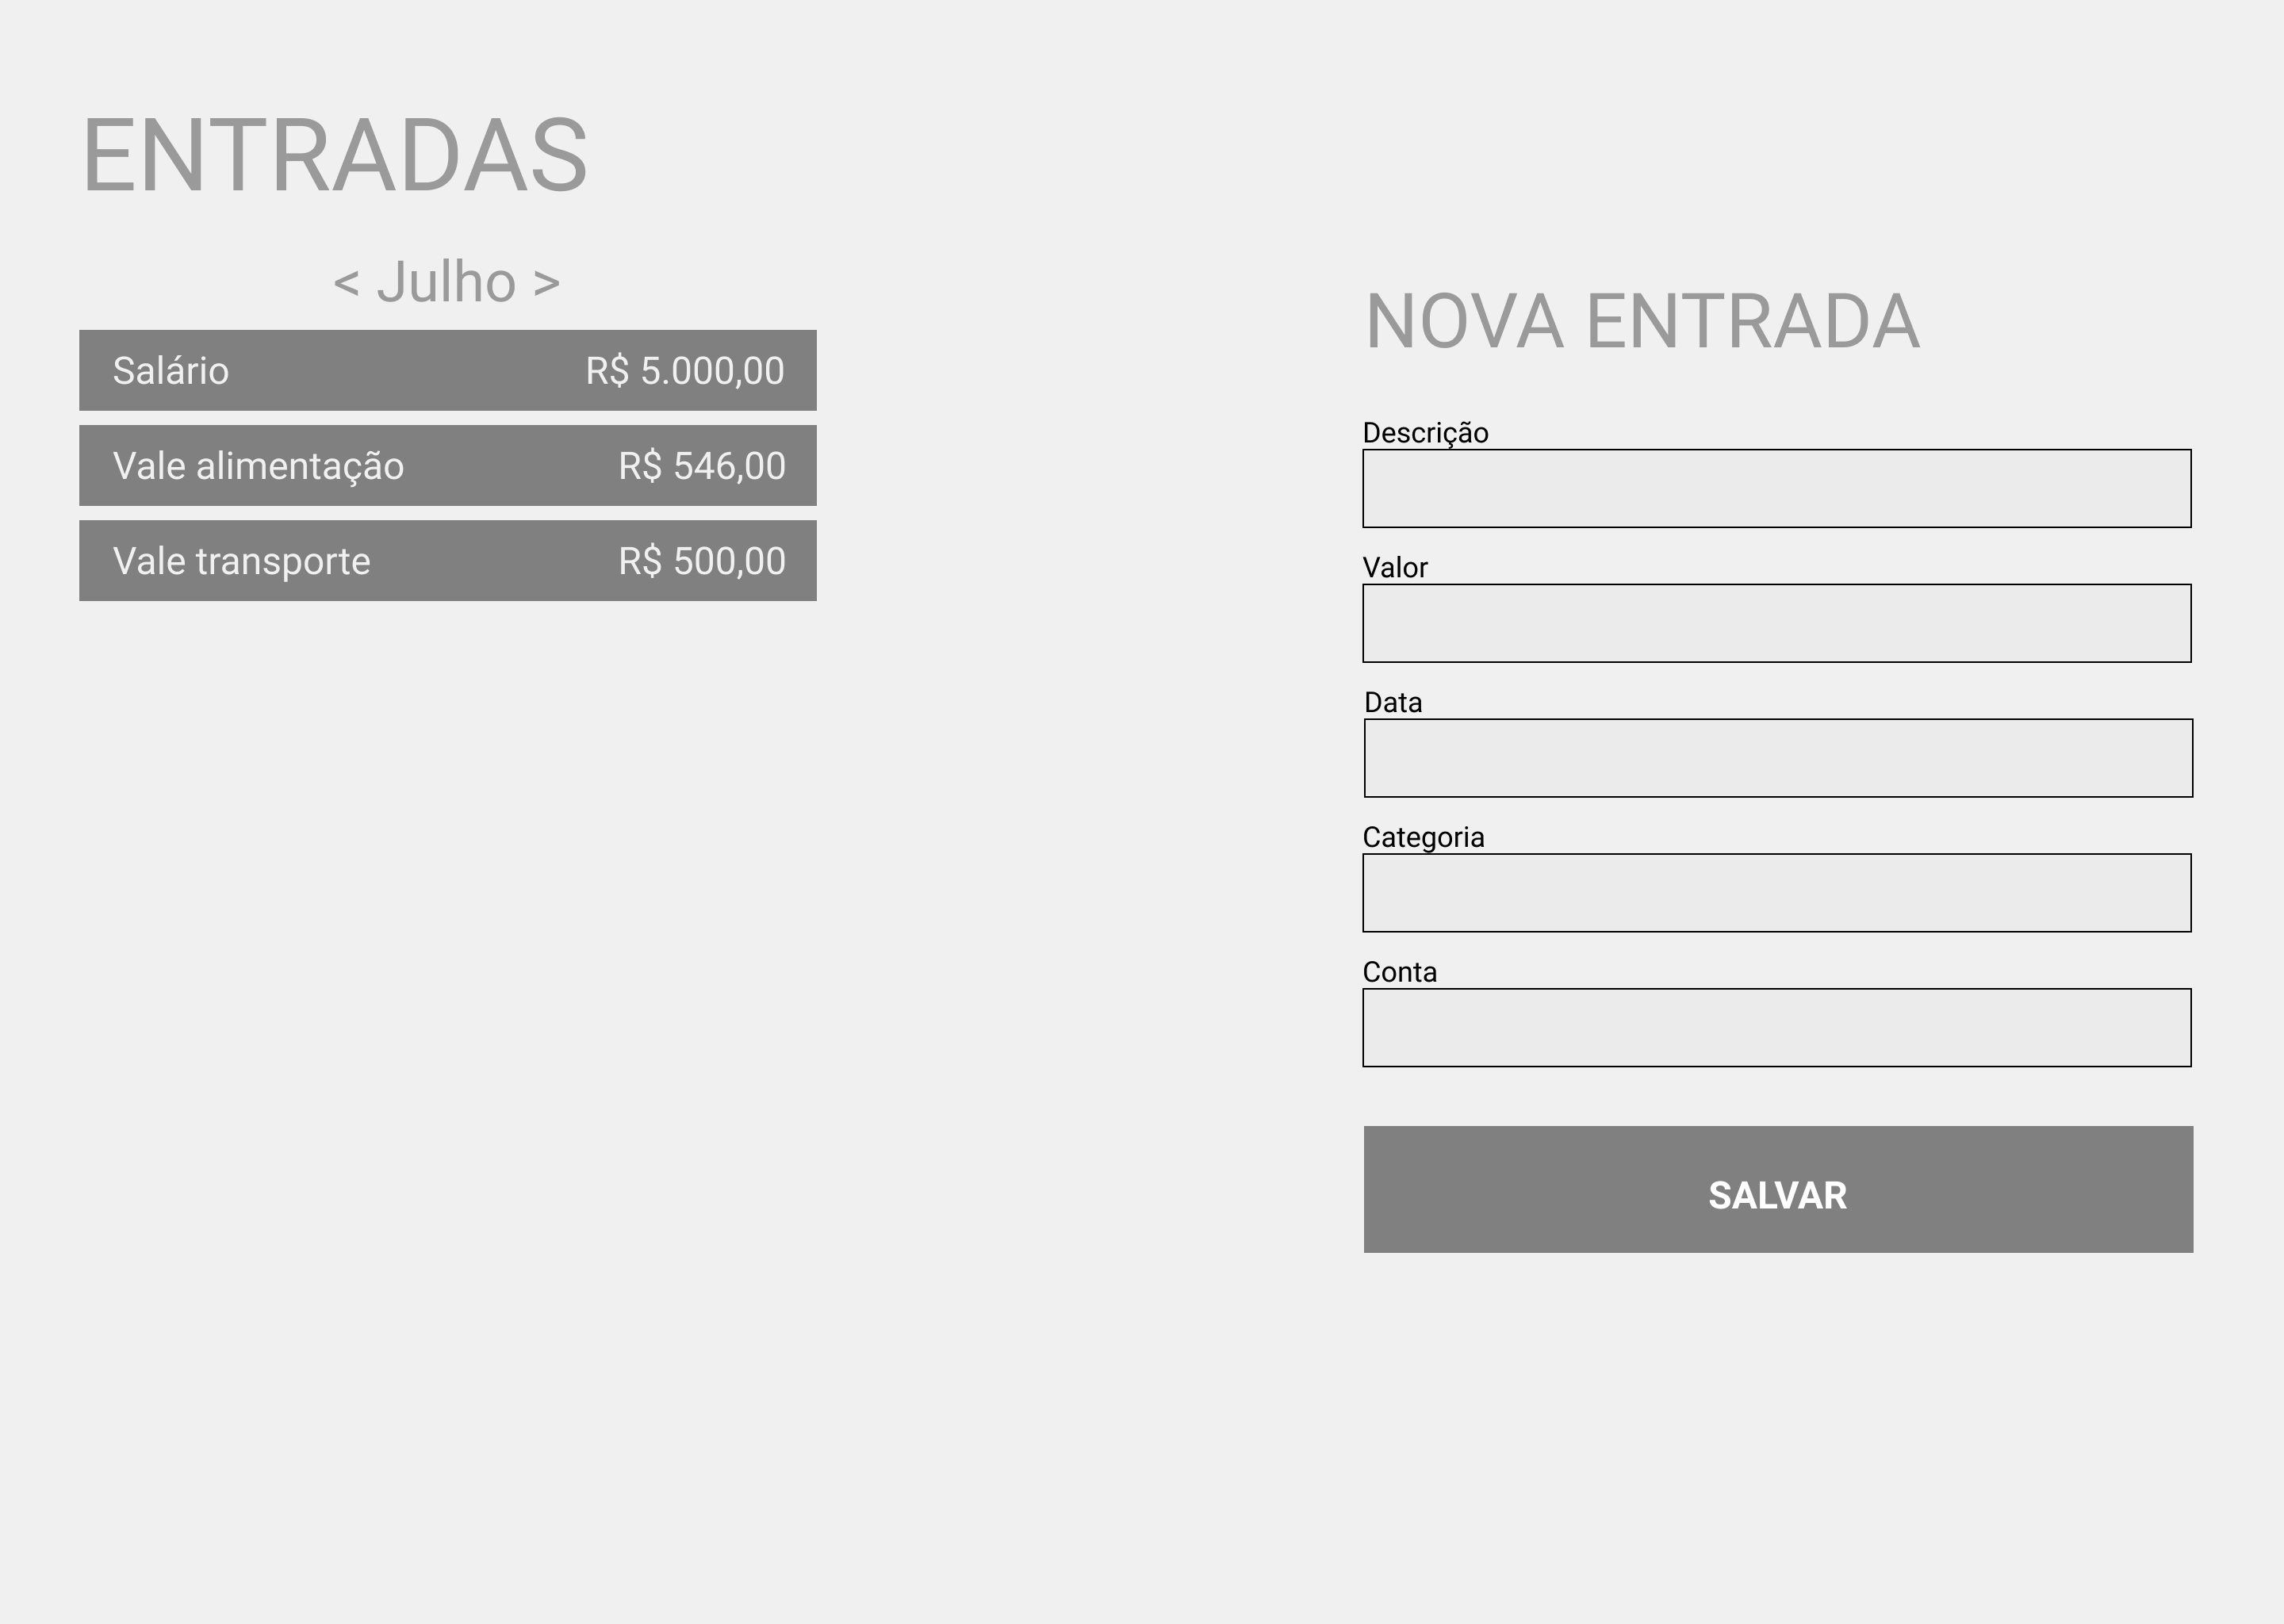 ENTRADAS
< Julho >
Salário R$ 5.000,00
Vale alimentação R$ 546,00
Vale transporte R$ 500,00
NOVA ENTRADA
Descrição
Valor
Data
Categoria
Conta
SALVAR